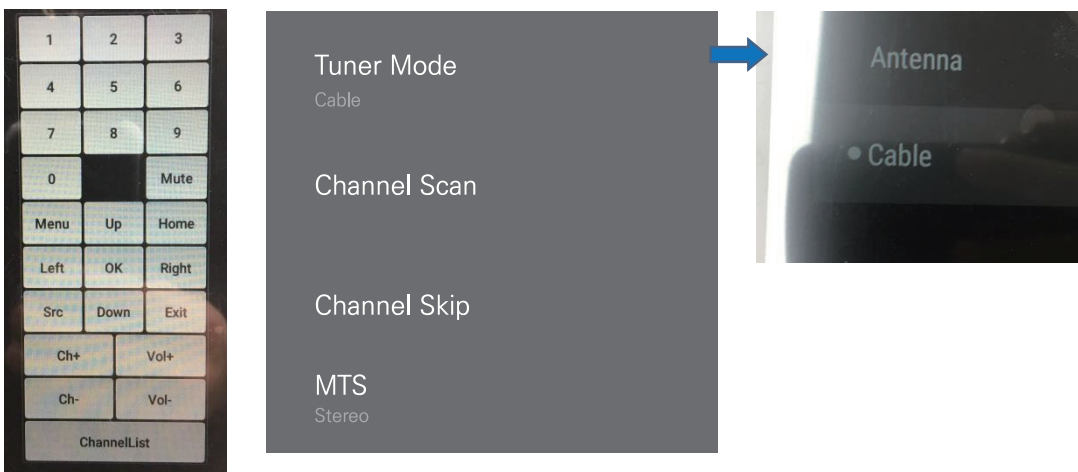 1 2 3
4 5 6
7 8 9
0 Mute
Menu Up Home
Left OK Right
Src Down Exit
Ch+ Vol+
Ch- Vol-
ChannelList
Tuner Mode
Cable
Channel Scan
Channel Skip
MTS
Stereo
Antenna
Cable